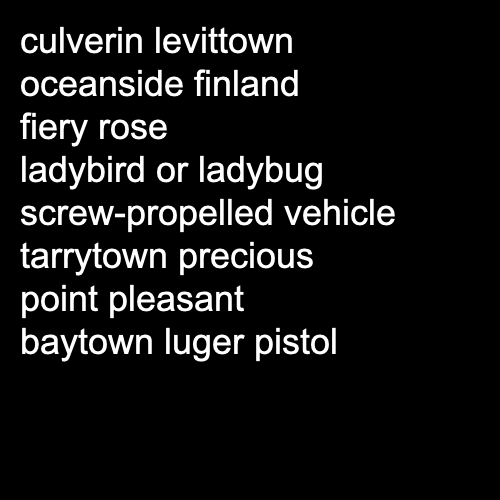 culverin levittown
oceanside finland
fiery rose
ladybird or ladybug
screw-propelled vehicle
tarrytown precious
point pleasant
baytown luger pistol